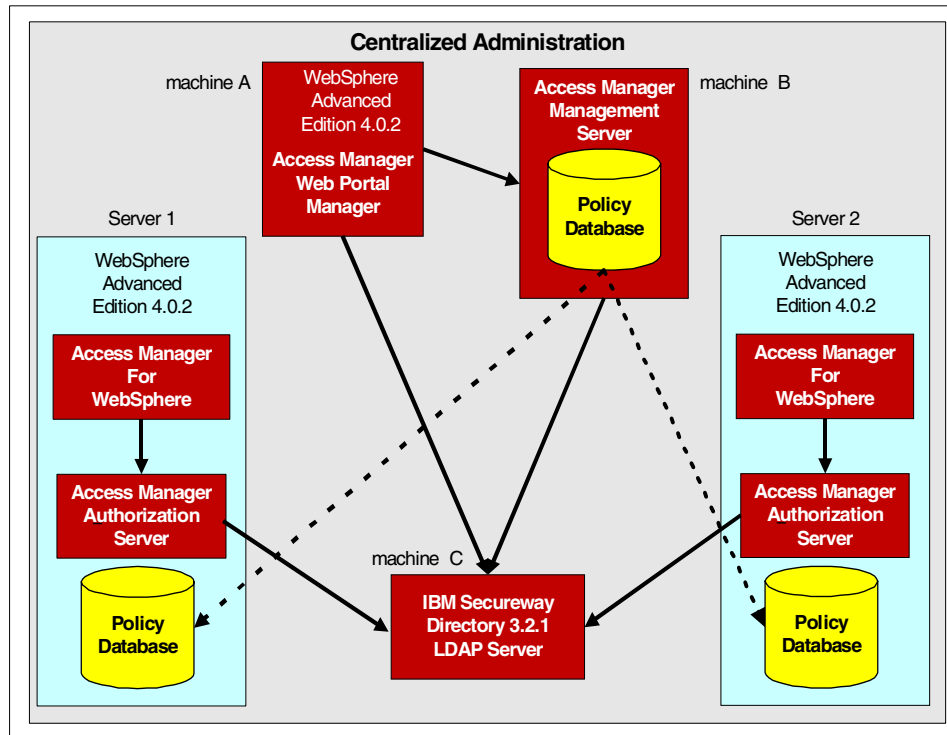 Centralized Administration
machine A
WebSphere
Advanced
Edition 4.0.2
Access Manager
Web Portal
Manager
Access Manager
Management
Server
Policy
Database
machine B
Server 1
WebSphere
Advanced
Edition 4.0.2
Access Manager
For
WebSphere
Access Manager
Authorization
Server
Policy
Database
machine C
IBM Secureway
Directory 3.2.1
LDAP Server
Server 2
WebSphere
Advanced
Edition 4.0.2
Access Manager
For
WebSphere
Access Manager
Authorization
Server
Policy
Database